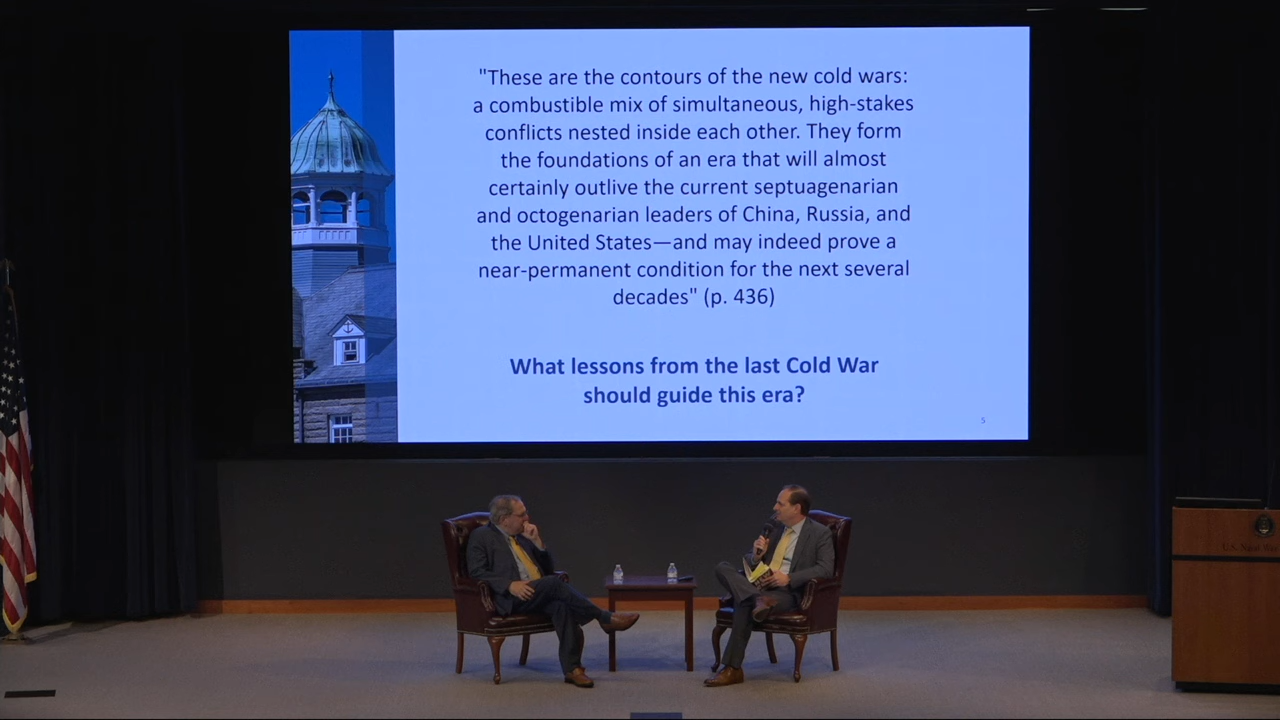 "These are the contours of the new cold wars:
a combustible mix of simultaneous, high-stakes
conflicts nested inside each other. They form
the foundations of an era that will almost
certainly outlive the current septuagenarian
and octogenarian leaders of China, Russia, and
the United States—and may indeed prove a
near-permanent condition for the next several
decades" (p. 436)
What lessons from the last Cold War
should guide this era?
5